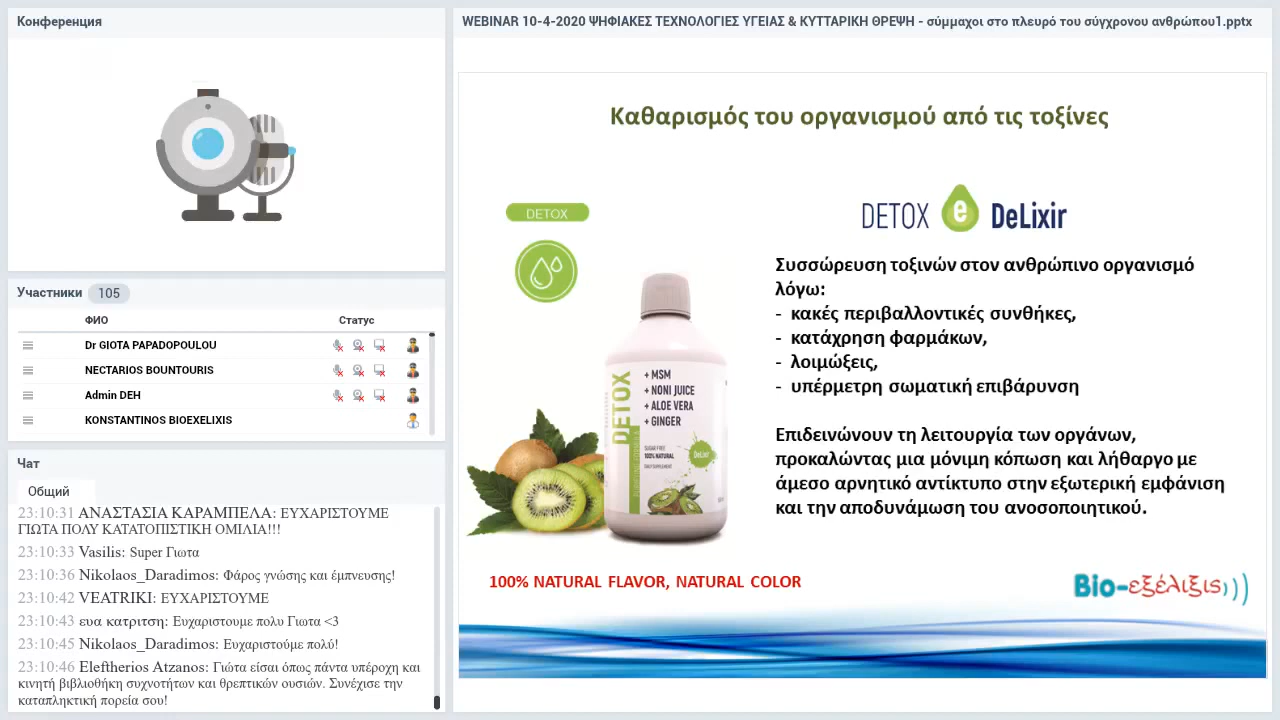 Конференция
WEBINAR 10-4-2020 ΨΗΦΙΑΚΕΣ ΤΕΧΝΟΛΟΓΙΕΣ ΥΓΕΙΑΣ & ΚΥΤΤΑΡΙΚΗ ΘΡΕΨΗ - σύμμαχοι στο πλευρό του σύγχρονου ανθρώπου1.pptx
Участники 105
ФИО Статус
Dr GIOTA PAPADOPOULOU
NECTARIOS BOUNTOURIS
Admin DEH
KONSTANTINOS BIOEXELIXIS
Чат
Общий
23:10:31 ΑΝΑΣΤΑΣΙΑ ΚΑΡΑΜΠΕΛΑ: ΕΥΧΑΡΙΣΤΟΥΜΕ
ΓΙΩΤΑ ΠΟΛΥ ΚΑΤΑΤΟΠΙΣΤΙΚΗ ΟΜΙΛΙΑ!!!
23:10:33 Vasilis: Super Γιωτα
23:10:36 Nikolaos_Daradimos: Φάρος γνώσης και έμπνευσης!
23:10:42 VEATRIKI: ΕΥΧΑΡΙΣΤΟΥΜΕ
23:10:43 ευα κατριτση: Ευχαριστουμε πολυ Γιωτα <3
23:10:45 Nikolaos_Daradimos: Ευχαριστούμε πολύ!
23:10:46 Eleftherios Atzanos: Γιώτα είσαι όπως πάντα υπέροχη και
κινητή βιβλιοθήκη συχνοτήτων και θρεπτικών ουσιών. Συνέχισε την
καταπληκτική πορεία σου!
Καθαρισμός του οργανισμού από τις τοξίνες
DETOX
DETOX e DeLixir
DETOX
+ MSM
+ NONI JUICE
+ ALOE VERA
+ GINGER
SUGAR FREE
100% NATURAL
DAILY SUPPLEMENT
DeLixir
Συσσώρευση τοξινών στον ανθρώπινο οργανισμό
λόγω:
- κακές περιβαλλοντικές συνθήκες,
- κατάχρηση φαρμάκων,
- λοιμώξεις,
- υπέρμετρη σωματική επιβάρυνση
Επιδεινώνουν τη λειτουργία των οργάνων,
προκαλώντας μια μόνιμη κόπωση και λήθαργο με
άμεσο αρνητικό αντίκτυπο στην εξωτερική εμφάνιση
και την αποδυνάμωση του ανοσοποιητικού.
100% NATURAL FLAVOR, NATURAL COLOR
Bio-εξέλιξις)))